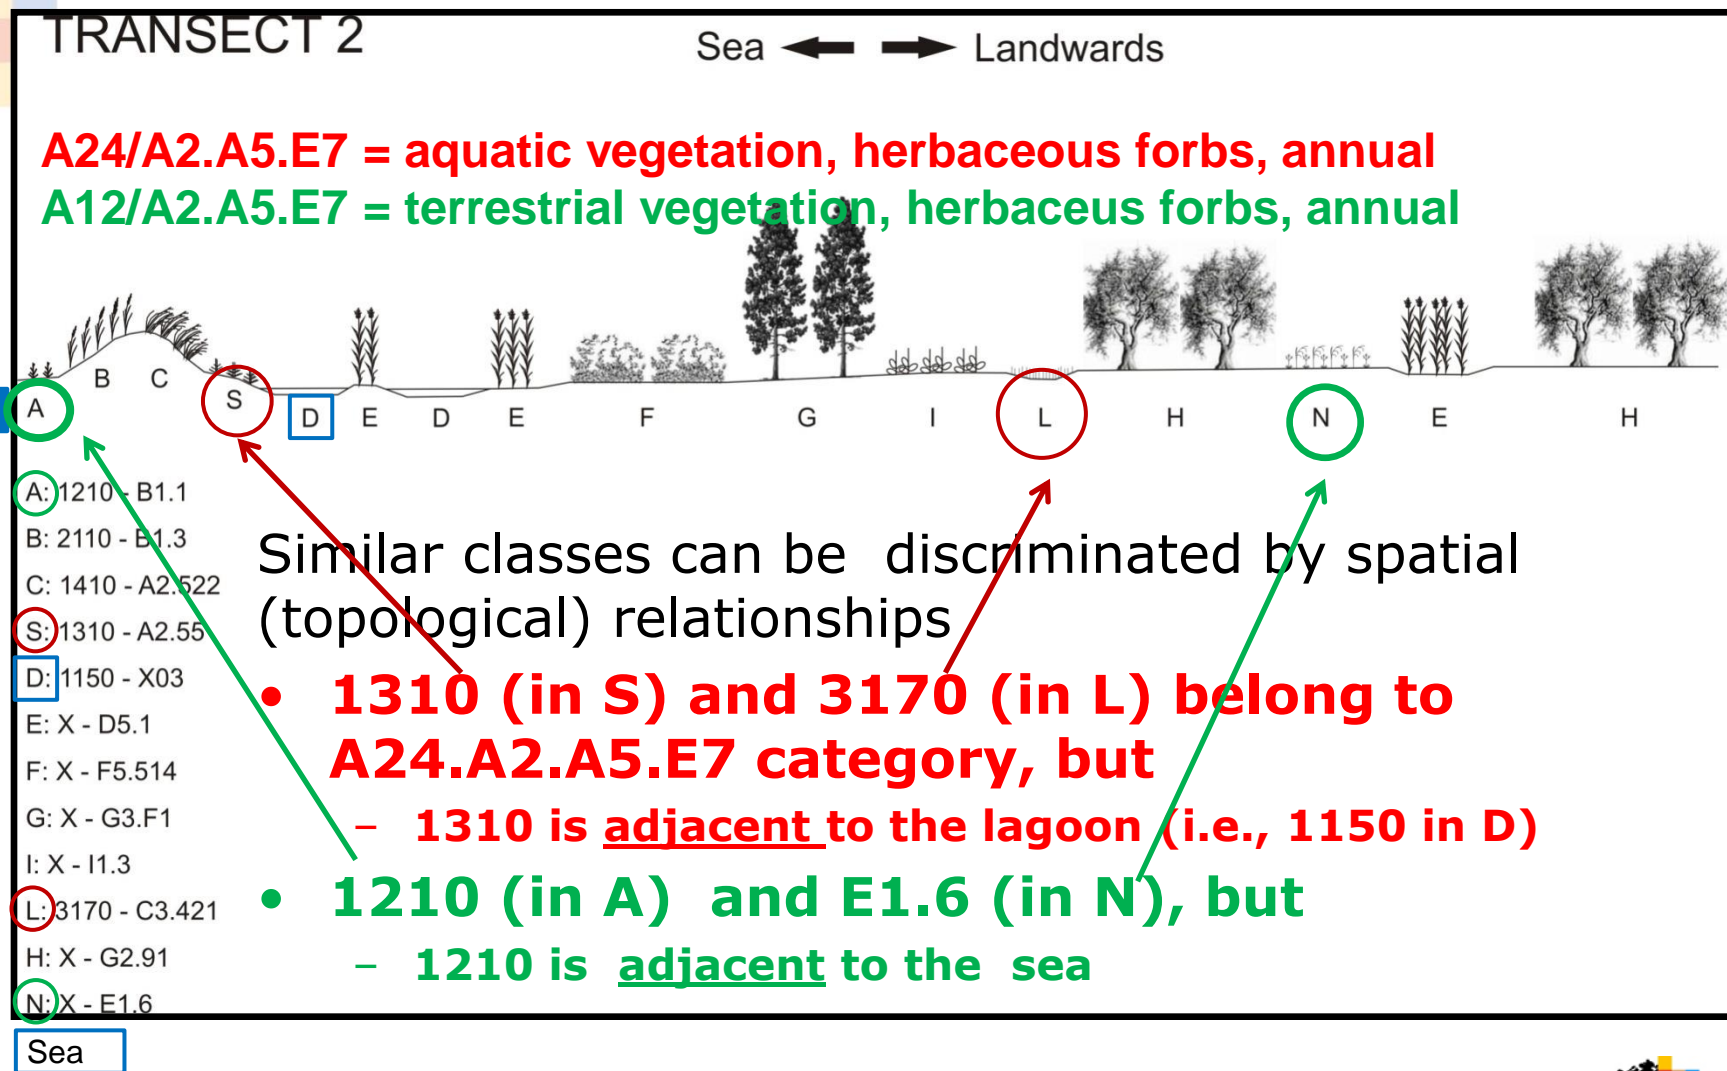 TRANSECT 2
Sea Landwards
A24/A2.A5.E7 = aquatic vegetation, herbaceous forbs, annual
A12/A2.A5.E7 = terrestrial vegetation, herbaceus forbs, annual
A B C S D E D E F G I L H N E H
A: 1210 - B1.1
B: 2110 - B1.3
C: 1410 - A2.522
S: 1310 - A2.55
D: 1150 - X03
E: X - D5.1
F: X - F5.514
G: X - G3.F1
I: X - I1.3
L: 3170 - C3.421
H: X - G2.91
N: X - E1.6
Similar classes can be discriminated by spatial
(topological) relationships
• 1310 (in S) and 3170 (in L) belong to
A24.A2.A5.E7 category, but
– 1310 is adjacent to the lagoon (i.e., 1150 in D)
• 1210 (in A) and E1.6 (in N), but
– 1210 is adjacent to the sea
Sea